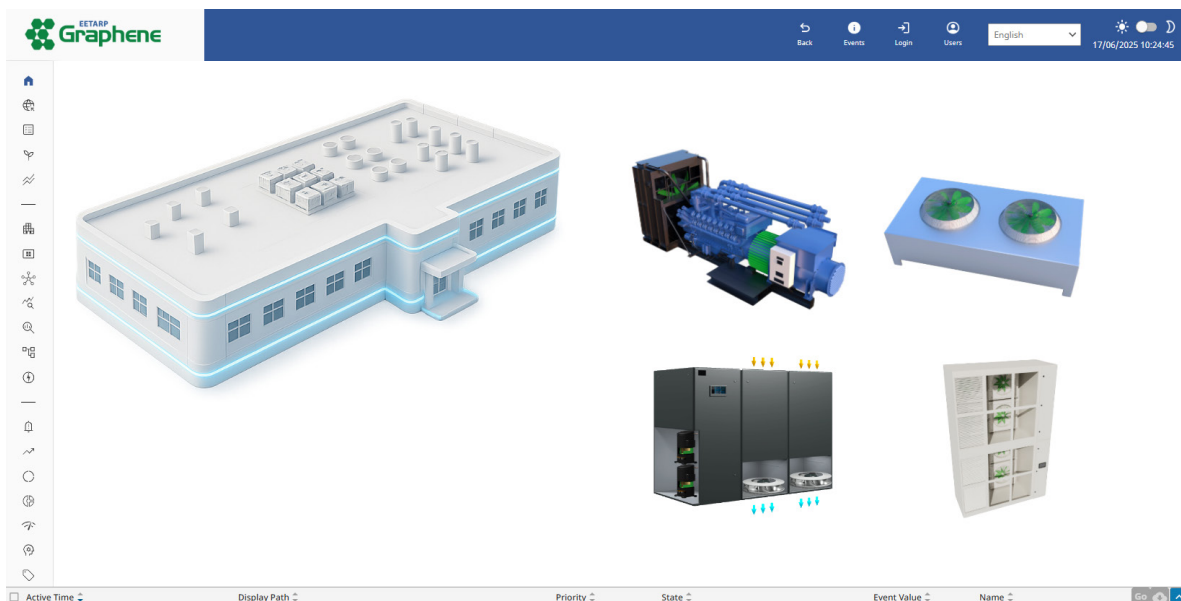 EETARP
Graphene
Back
Events
Login
Users
English
17/06/2025 10:24:45
Active Time
Display Path
Priority
State
Event Value
Name
Go